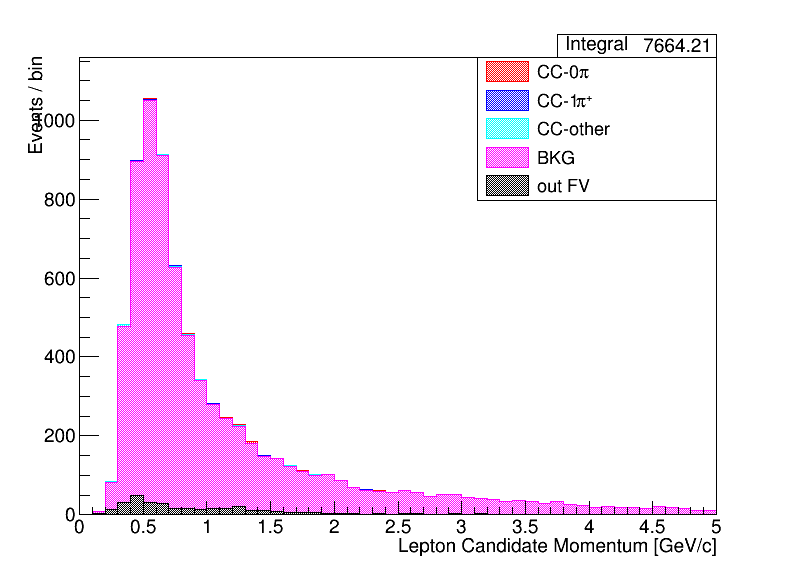 Integral 7664.21
CC-0π
CC-1π⁺
CC-other
BKG
out FV
Events / bin
1000
800
600
400
200
0
0 0.5 1 1.5 2 2.5 3 3.5 4 4.5 5
Lepton Candidate Momentum [GeV/c]